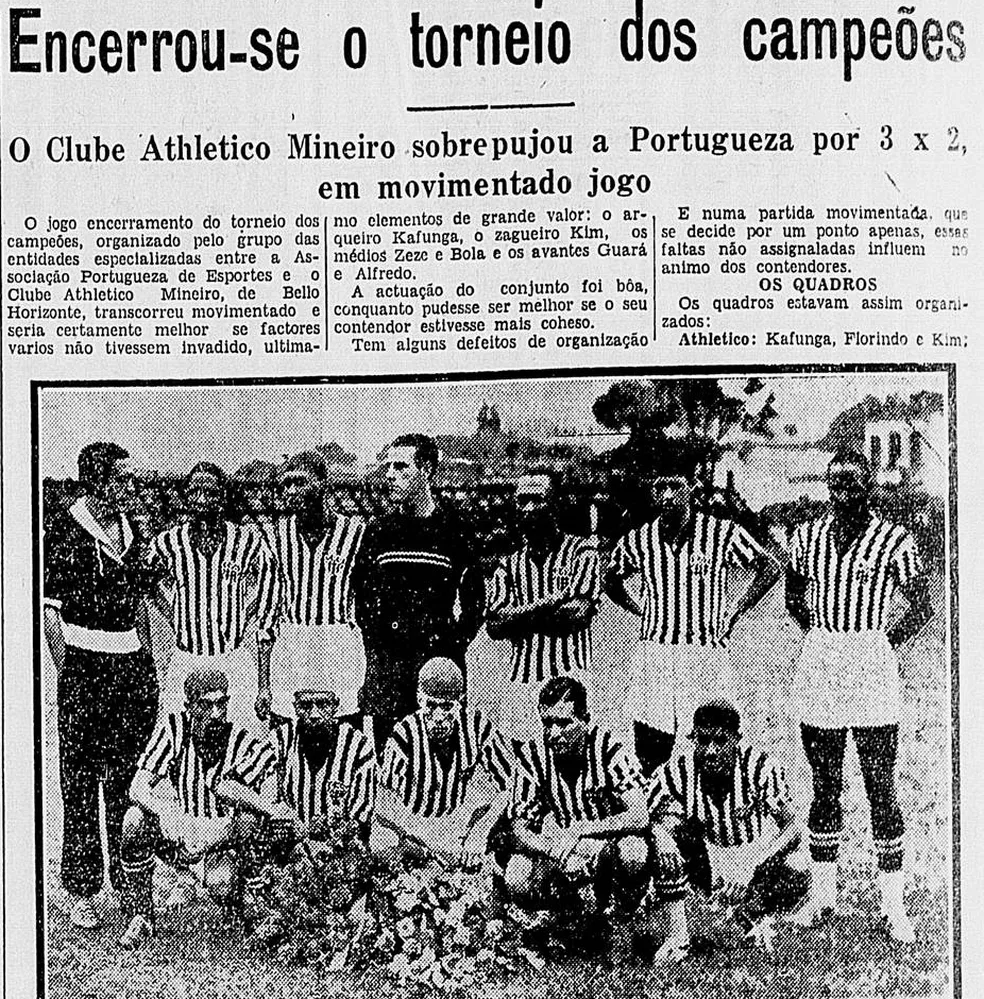 Encerrou-se o torneio dos campeões
O Clube Athletico Mineiro sobrepujou a Portugueza por 3 x 2,
em movimentado jogo
O jogo encerramento do torneio dos
campeões, organizado pelo grupo das
entidades especializadas entre a As-
sociação Portugueza de Esportes e o
Clube Athletico Mineiro, de Bello
Horizonte, transcorreu movimentado e
seria certamente melhor se factores
varios não tivessem invadido, ultima-
mo elementos de grande valor: o ar-
queiro Kafunga, o zagueiro Kim, os
médios Zeze e Bola e os avantes Guará
e Alfredo.
A actuação do conjunto foi bôa,
conquanto pudesse ser melhor se o seu
contendor estivesse mais coheso.
Tem alguns defeitos de organização
E numa partida movimentada, que
se decide por um ponto apenas, essas
faltas não assignaladas influem no
animo dos contendores.
OS QUADROS
Os quadros estavam assim organi-
zados:
Athletico: Kafunga, Florindo e Kim;